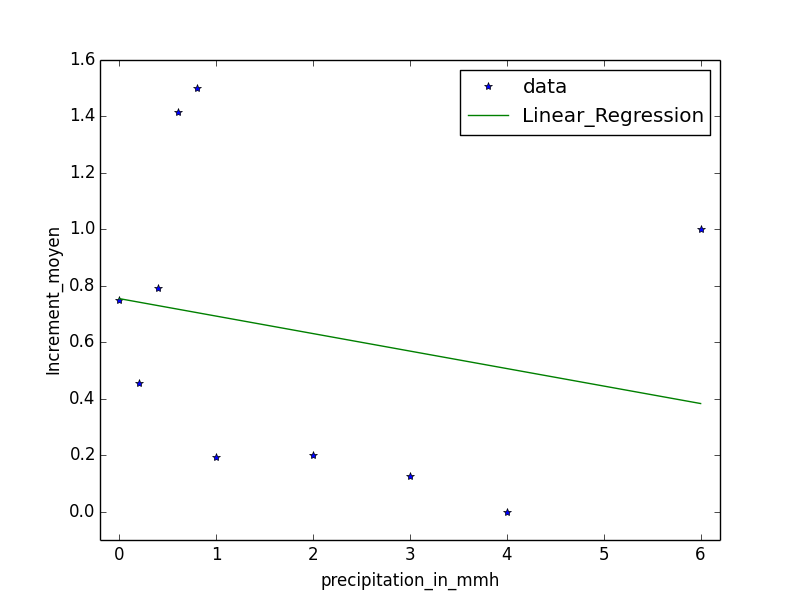 1.6
1.4
1.2
1.0
0.8
0.6
0.4
0.2
0.0
Increment_moyen
data
Linear_Regression
0 1 2 3 4 5 6
precipitation_in_mmh